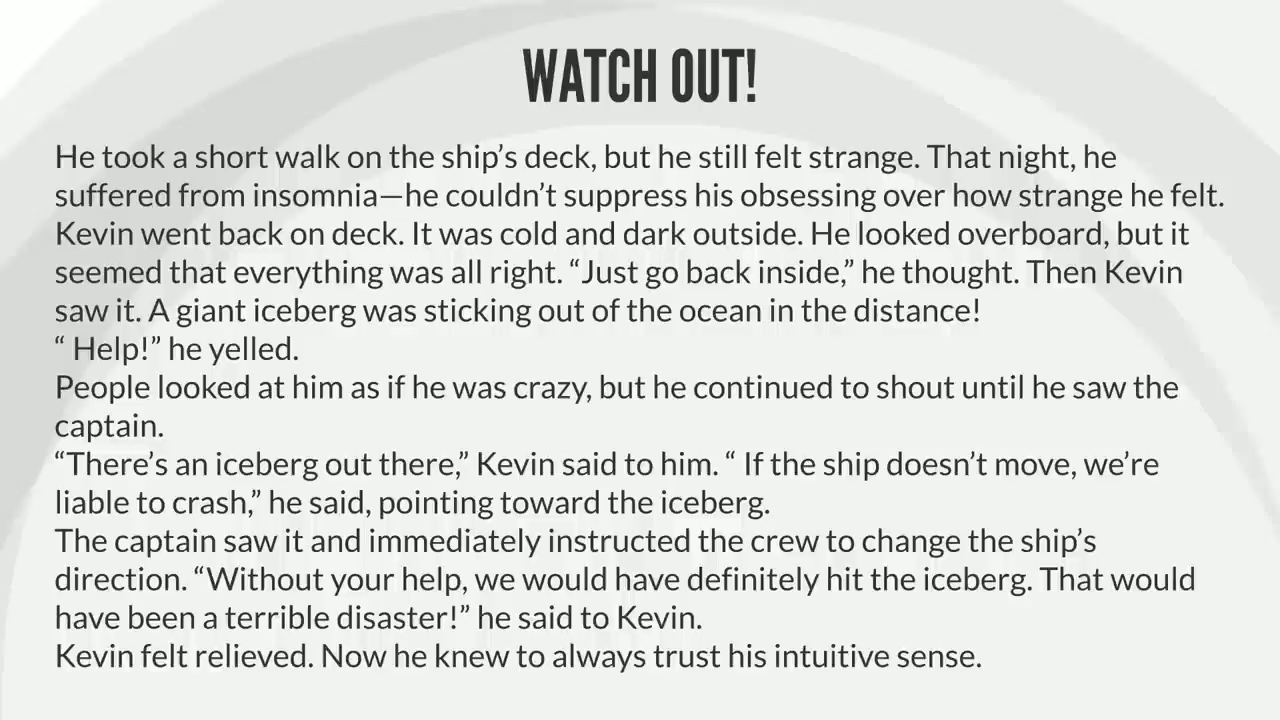 WATCH OUT!
He took a short walk on the ship’s deck, but he still felt strange. That night, he
suffered from insomnia—he couldn’t suppress his obsessing over how strange he felt.
Kevin went back on deck. It was cold and dark outside. He looked overboard, but it
seemed that everything was all right. “Just go back inside,” he thought. Then Kevin
saw it. A giant iceberg was sticking out of the ocean in the distance!
“ Help!” he yelled.
People looked at him as if he was crazy, but he continued to shout until he saw the
captain.
“There’s an iceberg out there,” Kevin said to him. “ If the ship doesn’t move, we’re
liable to crash,” he said, pointing toward the iceberg.
The captain saw it and immediately instructed the crew to change the ship’s
direction. “Without your help, we would have definitely hit the iceberg. That would
have been a terrible disaster!” he said to Kevin.
Kevin felt relieved. Now he knew to always trust his intuitive sense.